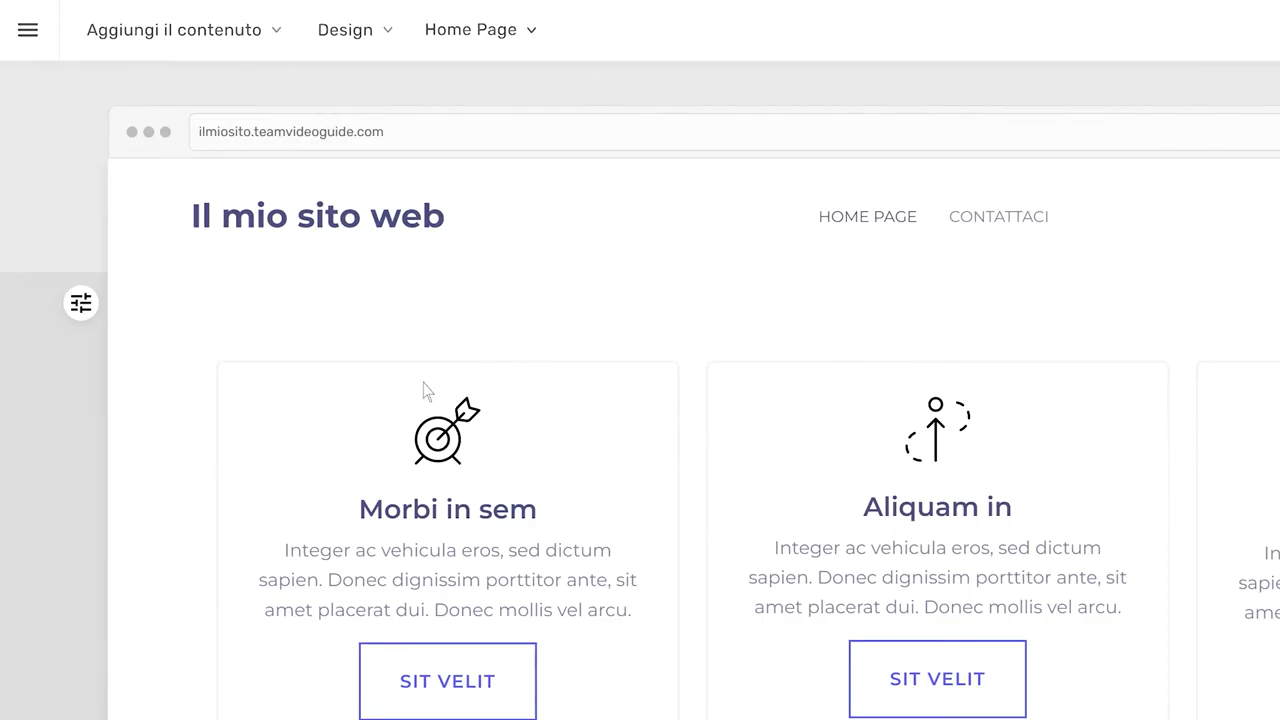 Aggiungi il contenuto
Design
Home Page
ilmiosito.teamvideoguide.com
Il mio sito web
HOME PAGE
CONTATTACI
Morbi in sem
Integer ac vehicula eros, sed dictum
sapien. Donec dignissim porttitor ante, sit
amet placerat dui. Donec mollis vel arcu.
SIT VELIT
Aliquam in
Integer ac vehicula eros, sed dictum
sapien. Donec dignissim porttitor ante, sit
amet placerat dui. Donec mollis vel arcu.
SIT VELIT